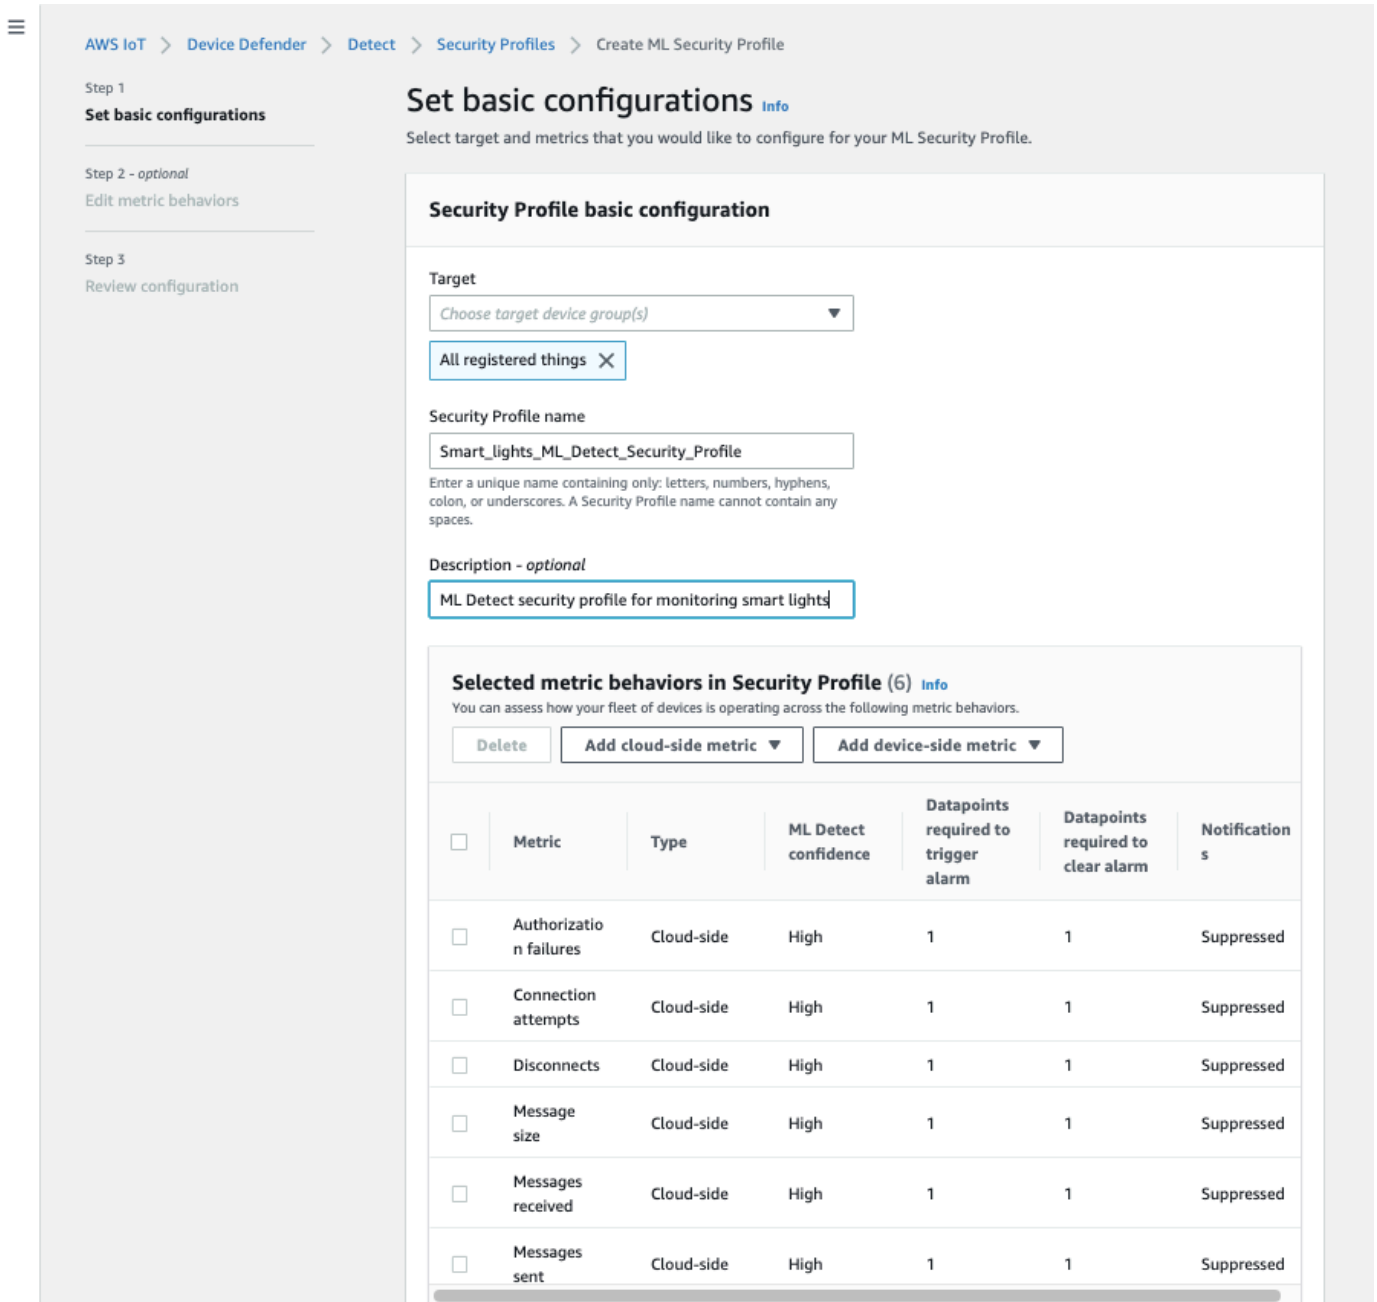 AWS IoT > Device Defender > Detect > Security Profiles > Create ML Security Profile
Step 1
Set basic configurations
Step 2 - optional
Edit metric behaviors
Step 3
Review configuration
Set basic configurations Info
Select target and metrics that you would like to configure for your ML Security Profile.
Security Profile basic configuration
Target
Choose target device group(s)
All registered things
Security Profile name
Smart_lights_ML_Detect_Security_Profile
Enter a unique name containing only: letters, numbers, hyphens,
colon, or underscores. A Security Profile name cannot contain any
spaces.
Description - optional
ML Detect security profile for monitoring smart lights
Selected metric behaviors in Security Profile (6) Info
You can assess how your fleet of devices is operating across the following metric behaviors.
Delete Add cloud-side metric Add device-side metric
Metric
Type
ML Detect
confidence
Datapoints
required to
trigger
alarm
Datapoints
required to
clear alarm
Notification
s
Authorizatio
n failures
Cloud-side High 1 1 Suppressed
Connection
attempts
Cloud-side High 1 1 Suppressed
Disconnects Cloud-side High 1 1 Suppressed
Message
size
Cloud-side High 1 1 Suppressed
Messages
received
Cloud-side High 1 1 Suppressed
Messages
sent
Cloud-side High 1 1 Suppressed